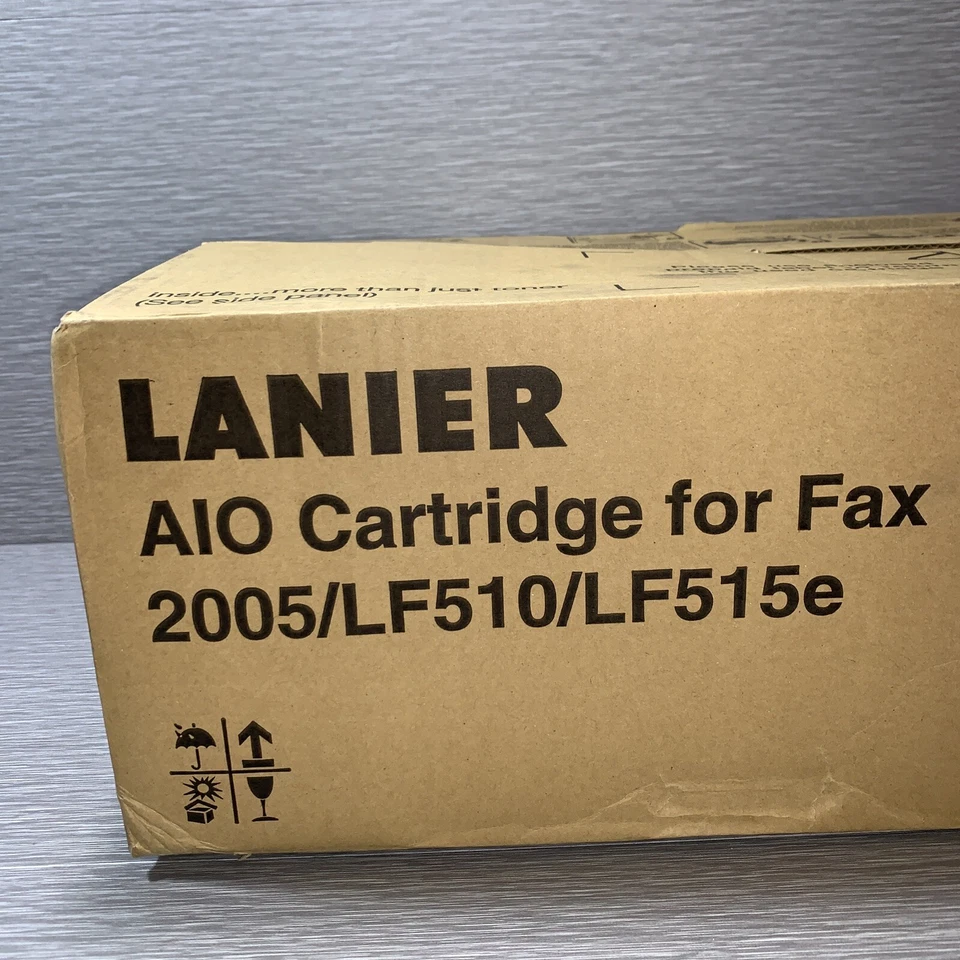 Inside....more than just toner
(See side panel)
LANIER
AIO Cartridge for Fax
2005/LF510/LF515e